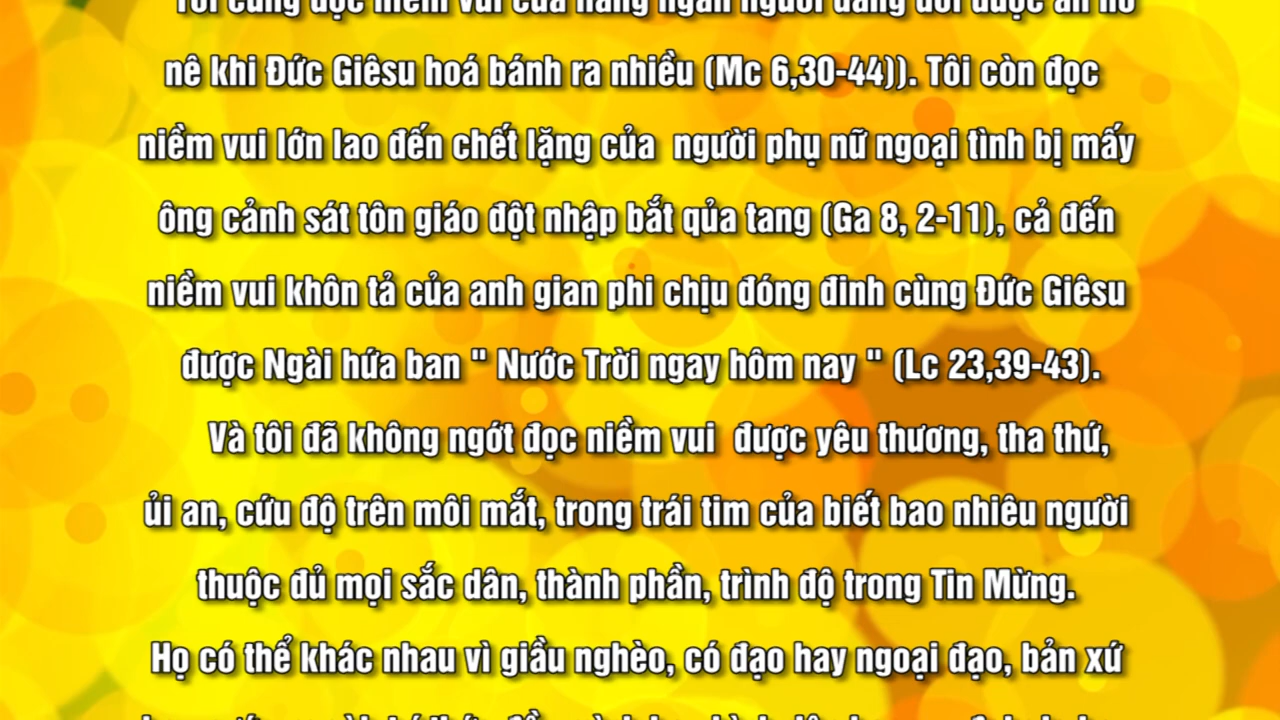 Tôi cũng đọc niềm vui của hàng ngàn người đang đói được ăn no
nê khi Đức Giêsu hoá bánh ra nhiều (Mc 6,30-44)). Tôi còn đọc
niềm vui lớn lao đến chết lặng của người phụ nữ ngoại tình bị mấy
ông cảnh sát tôn giáo đột nhập bắt qủa tang (Ga 8, 2-11), cả đến
niềm vui khôn tả của anh gian phi chịu đóng đinh cùng Đức Giêsu
được Ngài hứa ban " Nước Trời ngay hôm nay " (Lc 23,39-43).
Và tôi đã không ngớt đọc niềm vui được yêu thương, tha thứ,
ủi an, cứu độ trên môi mắt, trong trái tim của biết bao nhiêu người
thuộc đủ mọi sắc dân, thành phần, trình độ trong Tin Mừng.
Họ có thể khác nhau vì giầu nghèo, có đạo hay ngoại đạo, bản xứ